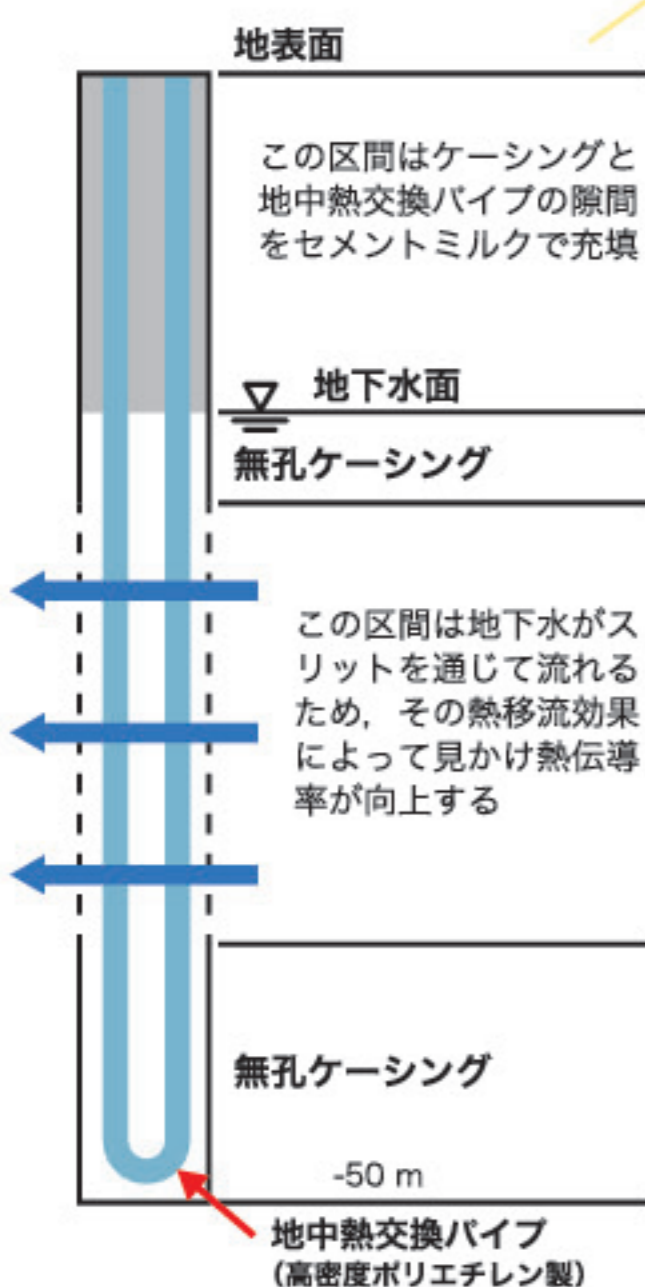 地表面
この区間はケーシングと
地中熱交換パイプの隙間
をセメントミルクで充填
地下水面
無孔ケーシング
この区間は地下水がス
リットを通じて流れる
ため，その熱移流効果
によって見かけ熱伝導
率が向上する
無孔ケーシング
-50 m
地中熱交換パイプ
（高密度ポリエチレン製）